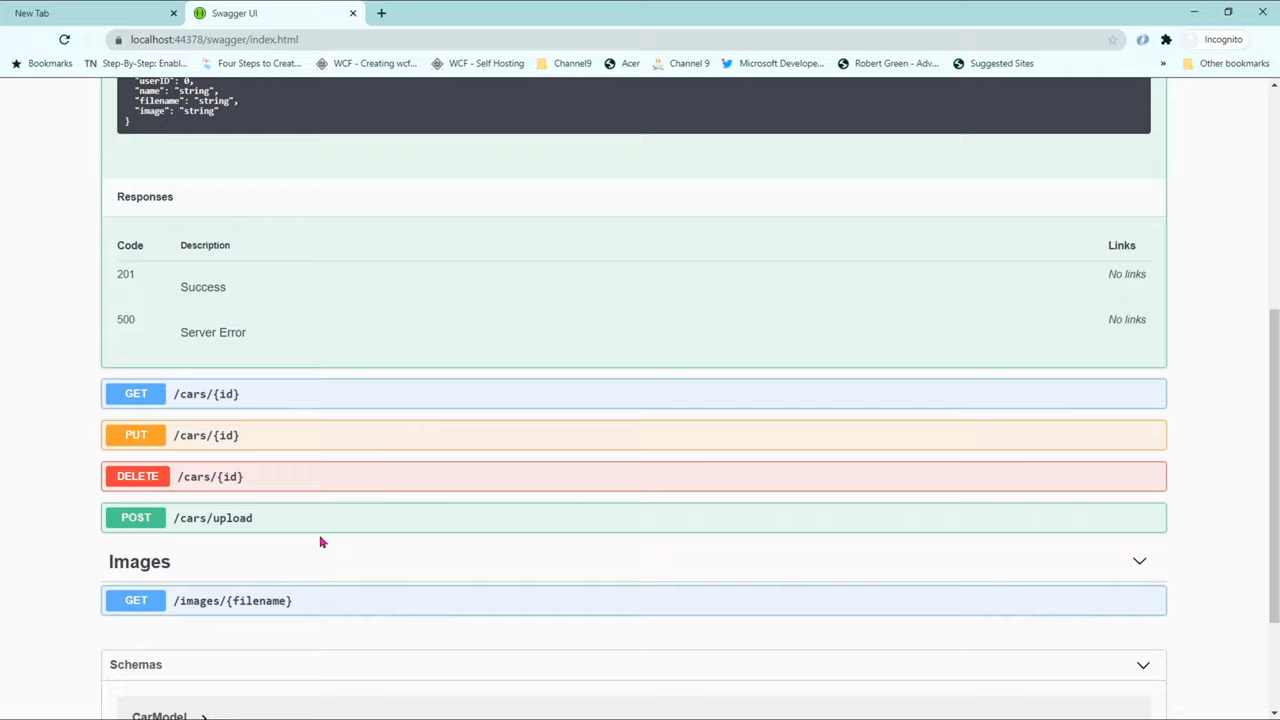 New Tab
Swagger UI
localhost:44378/swagger/index.html
Incognito
Bookmarks
TN Step-By-Step: Enabl...
Four Steps to Creat...
WCF - Creating wcf...
WCF - Self Hosting
Channel9
Acer
Channel 9
Microsoft Develope...
Robert Green - Adv...
Suggested Sites
»
Other bookmarks
"userID": 0,
"name": "string",
"filename": "string",
"image": "string"
}
Responses
Code Description Links
201 Success No links
500 Server Error No links
GET /cars/{id}
PUT /cars/{id}
DELETE /cars/{id}
POST /cars/upload
Images
GET /images/{filename}
Schemas
CarModel